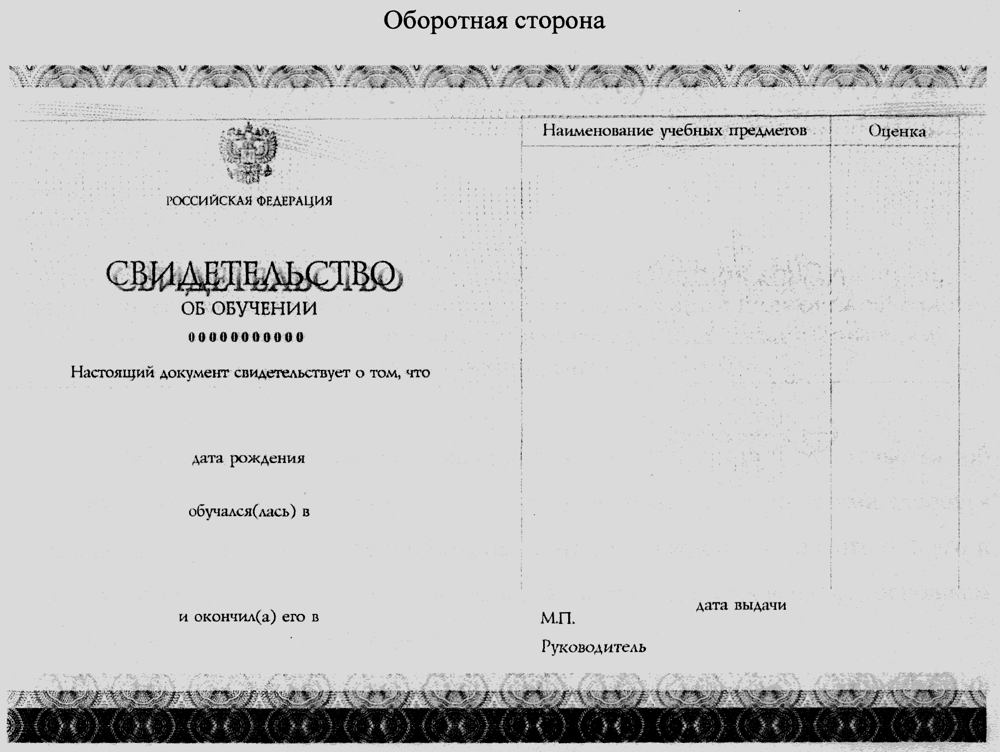 Оборотная сторона
РОССИЙСКАЯ ФЕДЕРАЦИЯ
СВИДЕТЕЛЬСТВО
ОБ ОБУЧЕНИИ
00000000000
Настоящий документ свидетельствует о том, что
дата рождения
обучался(лась) в
и окончил(а) его в
Наименование учебных предметов Оценка
дата выдачи
М.П.
Руководитель